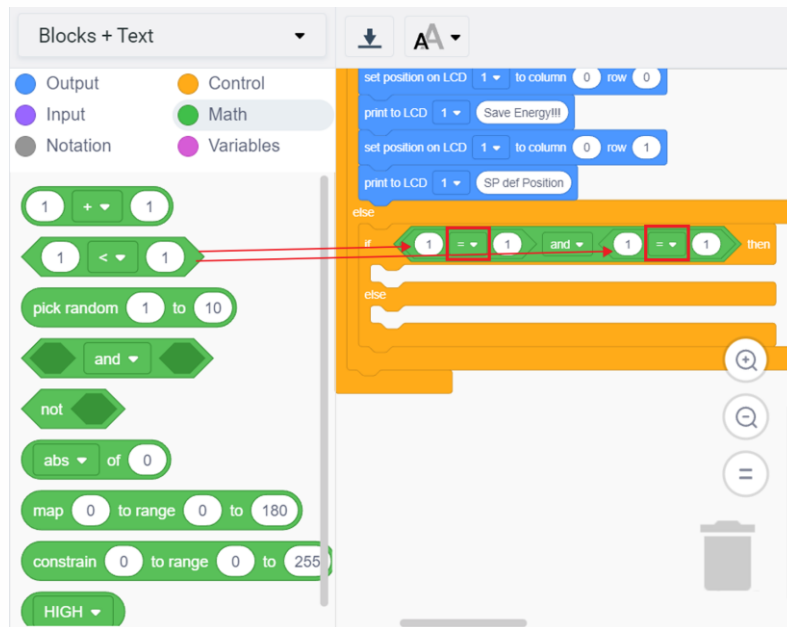 Blocks + Text
AA
Output
Control
Input
Math
Notation
Variables
1 + 1
1 < 1
pick random 1 to 10
and
not
abs of 0
map 0 to range 0 to 180
constrain 0 to range 0 to 255
HIGH
set position on LCD 1 to column 0 row 0
print to LCD 1 Save Energy!!!
set position on LCD 1 to column 0 row 1
print to LCD 1 SP def Position
else
if 1 = 1 and 1 = 1 then
else